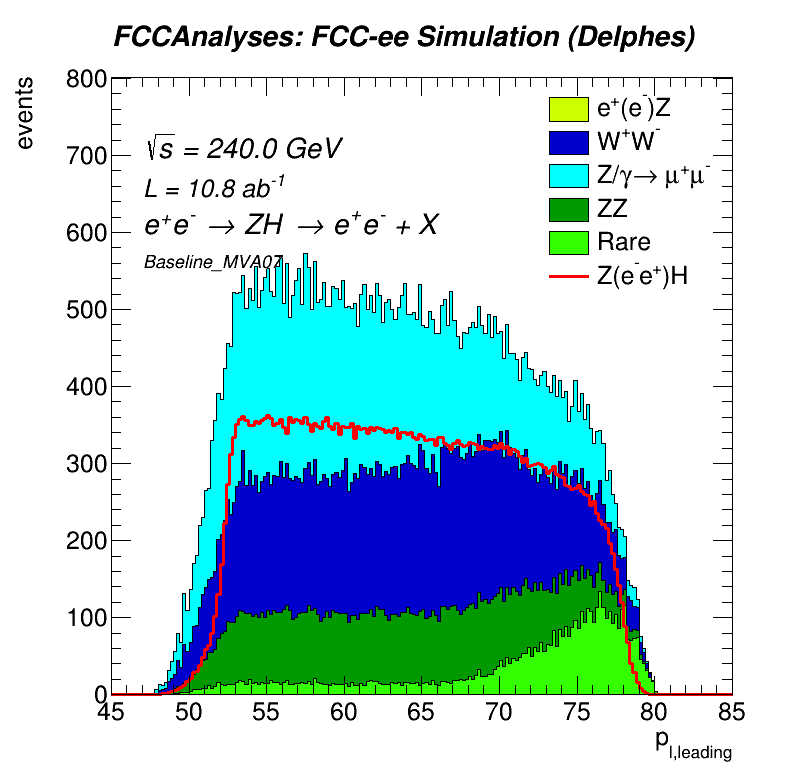 FCCAnalyses: FCC-ee Simulation (Delphes)
events
800
700
600
500
400
300
200
100
0
√s = 240.0 GeV
L = 10.8 ab⁻¹
e⁺e⁻ → ZH → e⁺e⁻ + X
Baseline_MVA07
e⁺(e⁻)Z
W⁺W⁻
Z/γ→ μ⁺μ⁻
ZZ
Rare
Z(e⁻e⁺)H
45 50 55 60 65 70 75 80 85
p_l,leading